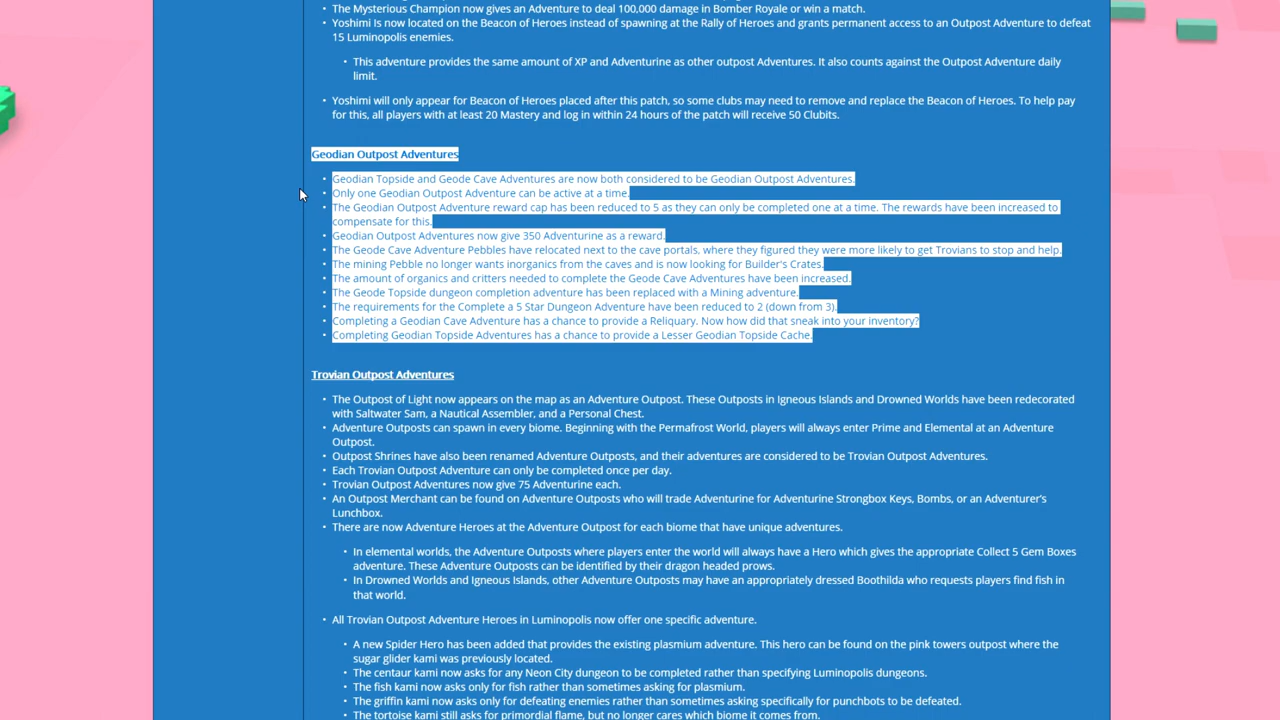 • The Mysterious Champion now gives an Adventure to deal 100,000 damage in Bomber Royale or win a match.
• Yoshimi Is now located on the Beacon of Heroes instead of spawning at the Rally of Heroes and grants permanent access to an Outpost Adventure to defeat
15 Luminopolis enemies.
• This adventure provides the same amount of XP and Adventurine as other outpost Adventures. It also counts against the Outpost Adventure daily
limit.
• Yoshimi will only appear for Beacon of Heroes placed after this patch, so some clubs may need to remove and replace the Beacon of Heroes. To help pay
for this, all players with at least 20 Mastery and log in within 24 hours of the patch will receive 50 Clubits.
Geodian Outpost Adventures
• Geodian Topside and Geode Cave Adventures are now both considered to be Geodian Outpost Adventures.
• Only one Geodian Outpost Adventure can be active at a time.
• The Geodian Outpost Adventure reward cap has been reduced to 5 as they can only be completed one at a time. The rewards have been increased to
compensate for this.
• Geodian Outpost Adventures now give 350 Adventurine as a reward.
• The Geode Cave Adventure Pebbles have relocated next to the cave portals, where they figured they were more likely to get Trovians to stop and help.
• The mining Pebble no longer wants inorganics from the caves and is now looking for Builder's Crates.
• The amount of organics and critters needed to complete the Geode Cave Adventures have been increased.
• The Geode Topside dungeon completion adventure has been replaced with a Mining adventure.
• The requirements for the Complete a 5 Star Dungeon Adventure have been reduced to 2 (down from 3).
• Completing a Geodian Cave Adventure has a chance to provide a Reliquary. Now how did that sneak into your inventory?
• Completing Geodian Topside Adventures has a chance to provide a Lesser Geodian Topside Cache.
Trovian Outpost Adventures
• The Outpost of Light now appears on the map as an Adventure Outpost. These Outposts in Igneous Islands and Drowned Worlds have been redecorated
with Saltwater Sam, a Nautical Assembler, and a Personal Chest.
• Adventure Outposts can spawn in every biome. Beginning with the Permafrost World, players will always enter Prime and Elemental at an Adventure
Outpost.
• Outpost Shrines have also been renamed Adventure Outposts, and their adventures are considered to be Trovian Outpost Adventures.
• Each Trovian Outpost Adventure can only be completed once per day.
• Trovian Outpost Adventures now give 75 Adventurine each.
• An Outpost Merchant can be found on Adventure Outposts who will trade Adventurine for Adventurine Strongbox Keys, Bombs, or an Adventurer's
Lunchbox.
• There are now Adventure Heroes at the Adventure Outpost for each biome that have unique adventures.
• In elemental worlds, the Adventure Outposts where players enter the world will always have a Hero which gives the appropriate Collect 5 Gem Boxes
adventure. These Adventure Outposts can be identified by their dragon headed prows.
• In Drowned Worlds and Igneous Islands, other Adventure Outposts may have an appropriately dressed Boothilda who requests players find fish in
that world.
• All Trovian Outpost Adventure Heroes in Luminopolis now offer one specific adventure.
• A new Spider Hero has been added that provides the existing plasmium adventure. This hero can be found on the pink towers outpost where the
sugar glider kami was previously located.
• The centaur kami now asks for any Neon City dungeon to be completed rather than specifying Luminopolis dungeons.
• The fish kami now asks only for fish rather than sometimes asking for plasmium.
• The griffin kami now asks only for defeating enemies rather than sometimes asking specifically for punchbots to be defeated.
• The tortoise kami still asks for primordial flame, but no longer cares which biome it comes from.